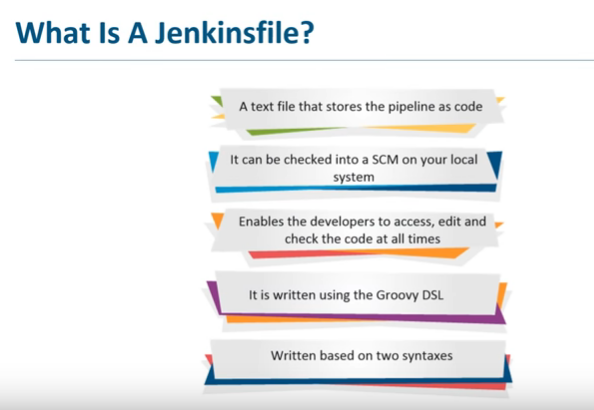 What Is A Jenkinsfile?
A text file that stores the pipeline as code
It can be checked into a SCM on your local
system
Enables the developers to access, edit and
check the code at all times
It is written using the Groovy DSL
Written based on two syntaxes